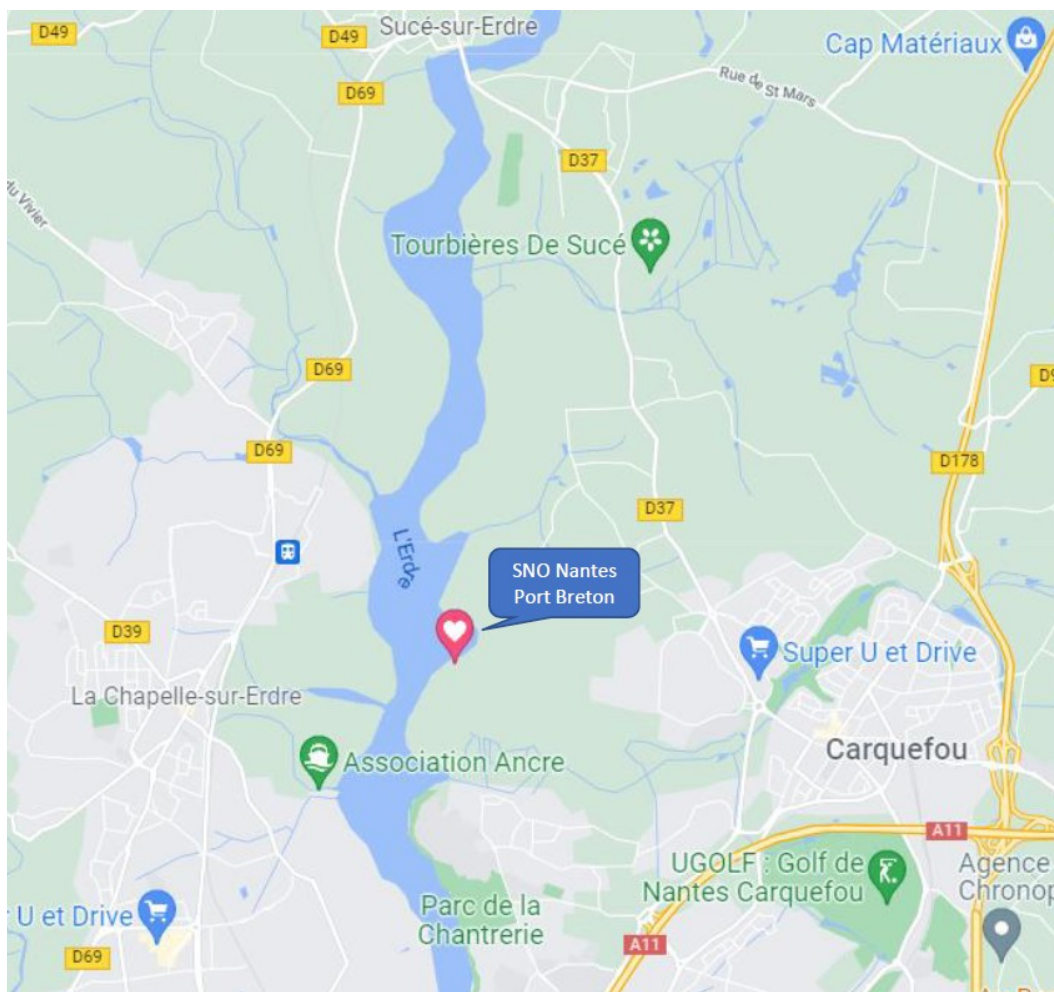 D49
D49
Sucé-sur-Erdre
Cap Matériaux
D69
Rue de St Mars
D37
du Vivier
Tourbières De Sucé
D69
D9
D69
D178
D37
L'Erdre
SNO Nantes
Port Breton
D39
Super U et Drive
La Chapelle-sur-Erdre
Carquefou
Association Ancre
A11
UGOLF : Golf de
Nantes Carquefou
Agence
Chronop
Parc de la
Chantrerie
U et Drive
A11
D69